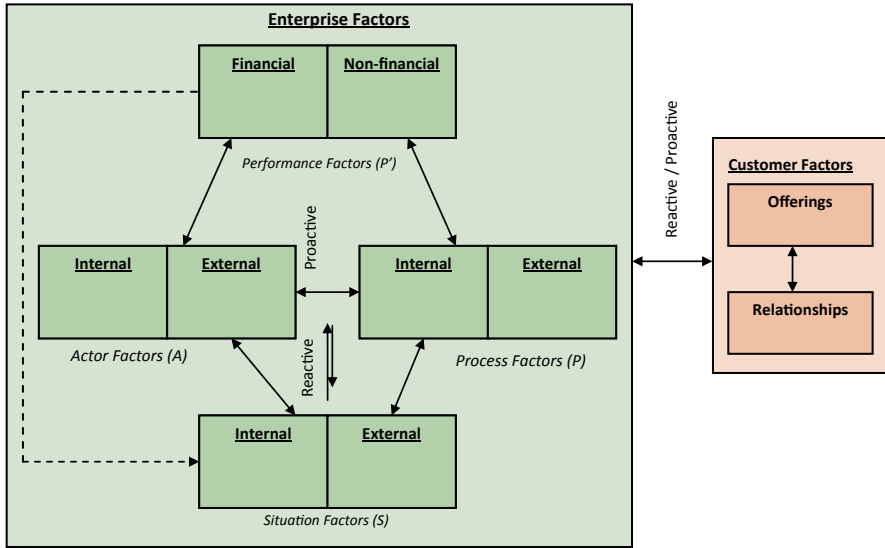 Enterprise Factors
Financial
Non-financial
Performance Factors (P')
Internal
External
Actor Factors (A)
Proactive
Reactive
Internal
External
Process Factors (P)
Internal
External
Situation Factors (S)
Reactive / Proactive
Customer Factors
Offerings
Relationships